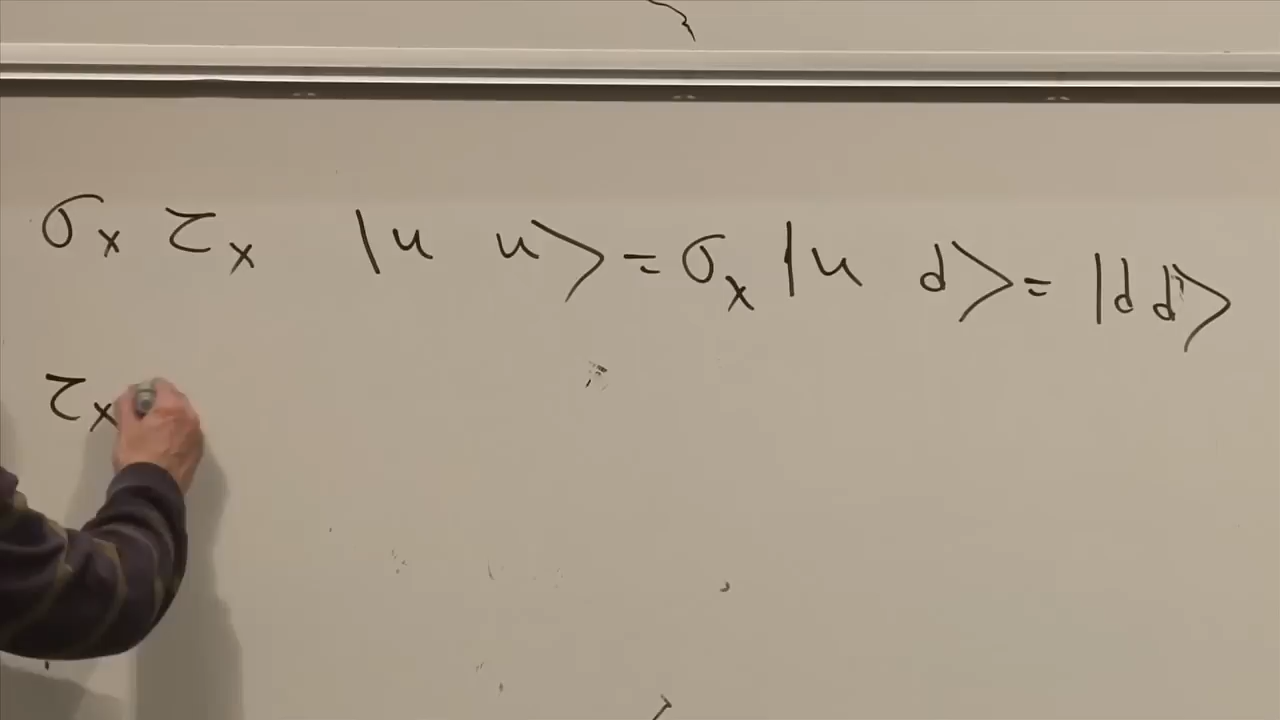 σₓ τₓ |u u⟩ = σₓ |u d⟩ = |d d⟩
τₓ